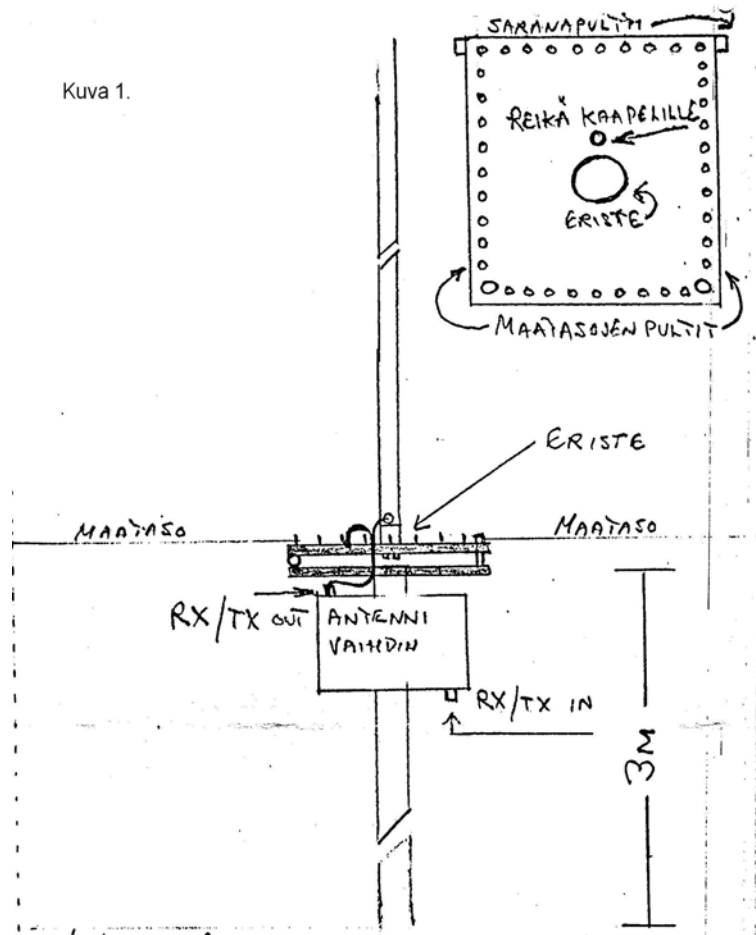 SARANAPULTTI
Kuva 1.
REIKÄ KAAPELILLE
ERISTE
MAATASOJEN PULTIT
ERISTE
MAATASO
MAATASO
RX/TX OUT
ANTENNI
VAIHDIN
RX/TX IN
3M